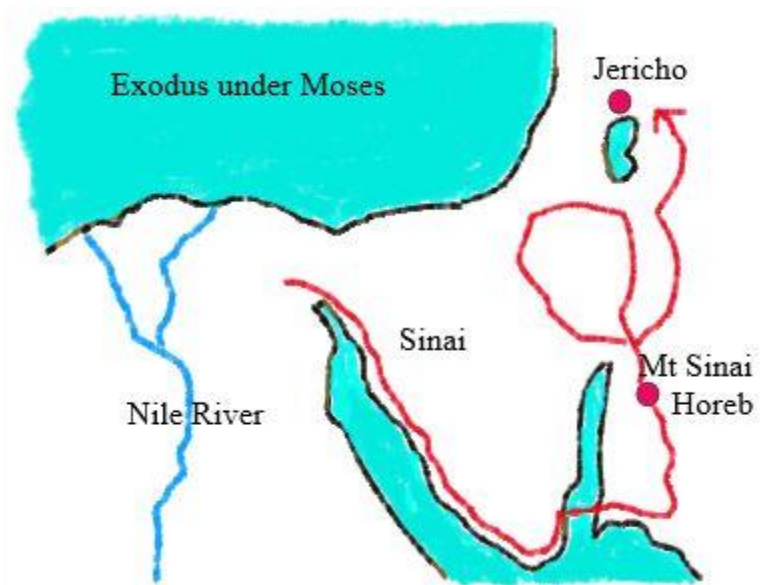 Exodus under Moses
Jericho
Sinai
Mt Sinai
Horeb
Nile River